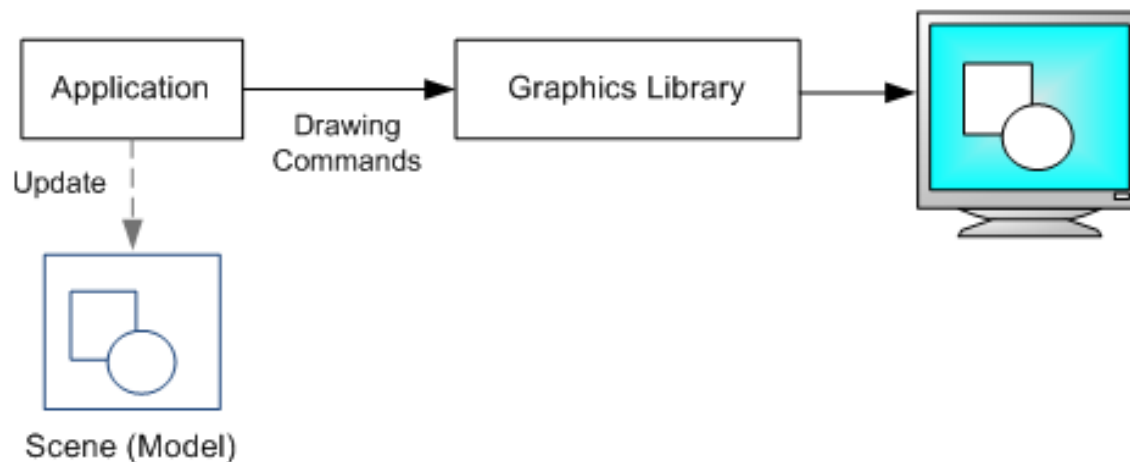 Application
Graphics Library
Drawing
Commands
Update
Scene (Model)